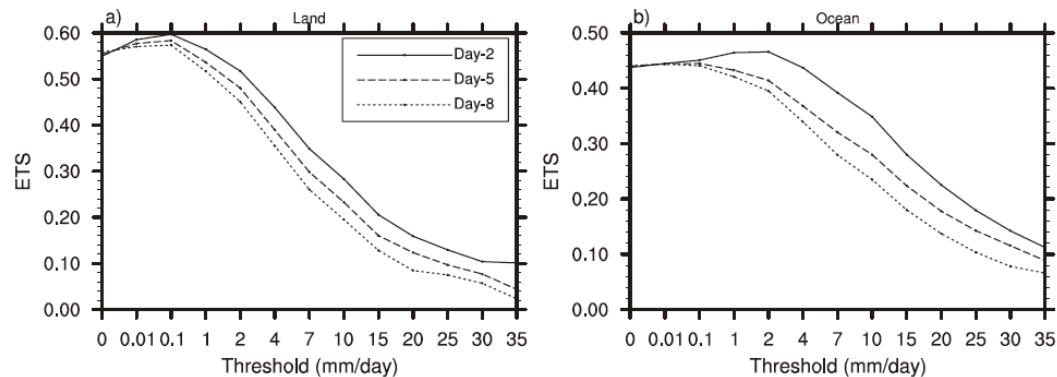 a) Land
0.60
0.50
0.40
0.30
0.20
0.10
0.00
ETS
Day-2
Day-5
Day-8
0 0.01 0.1 1 2 4 7 10 15 20 25 30 35
Threshold (mm/day)
b) Ocean
0.50
0.40
0.30
0.20
0.10
0.00
ETS
0 0.01 0.1 1 2 4 7 10 15 20 25 30 35
Threshold (mm/day)